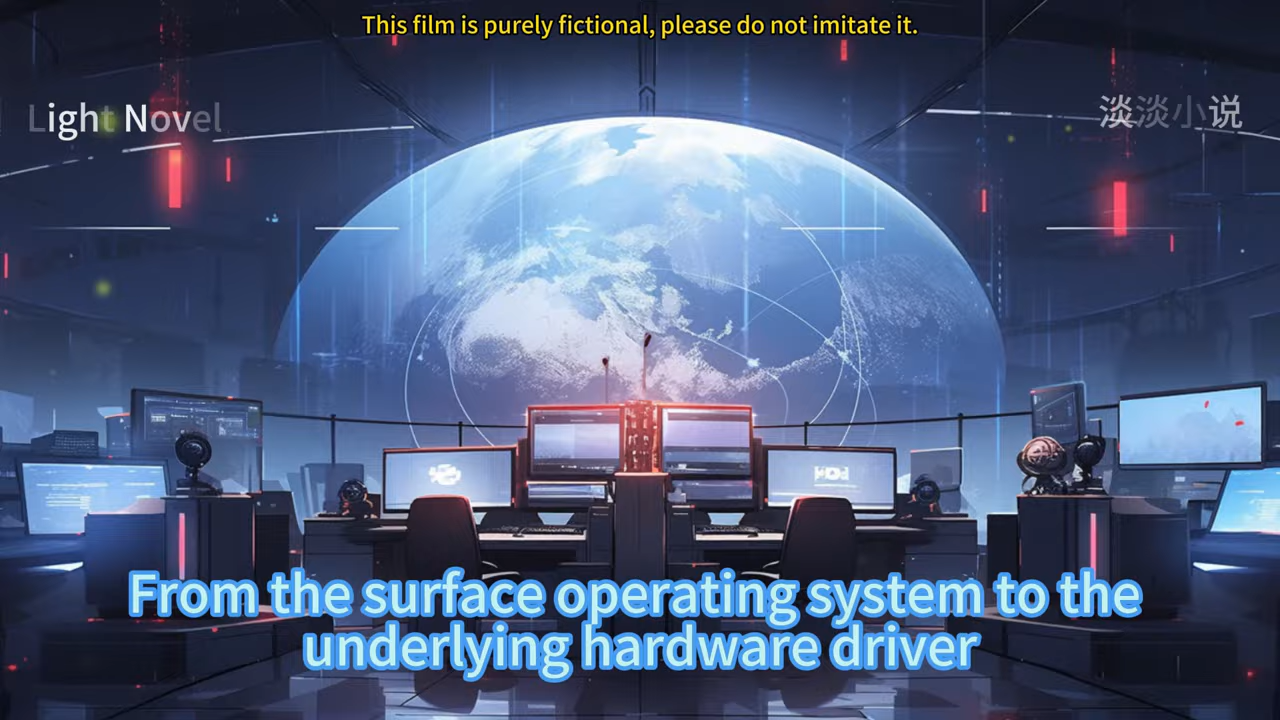 This film is purely fictional, please do not imitate it.
Light Novel
淡淡小说
From the surface operating system to the
underlying hardware driver